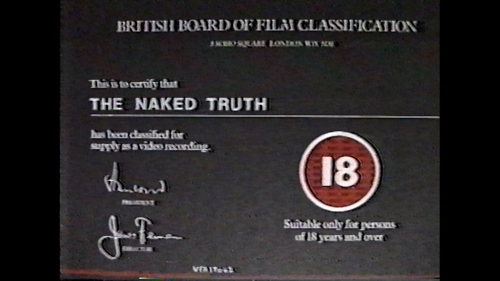 BRITISH BOARD OF FILM CLASSIFICATION
3 SOHO SQUARE LONDON W1V 5DE
This is to certify that
THE NAKED TRUTH
has been classified for
supply as a video recording.
18
PRESIDENT
Suitable only for persons
of 18 years and over
DIRECTOR